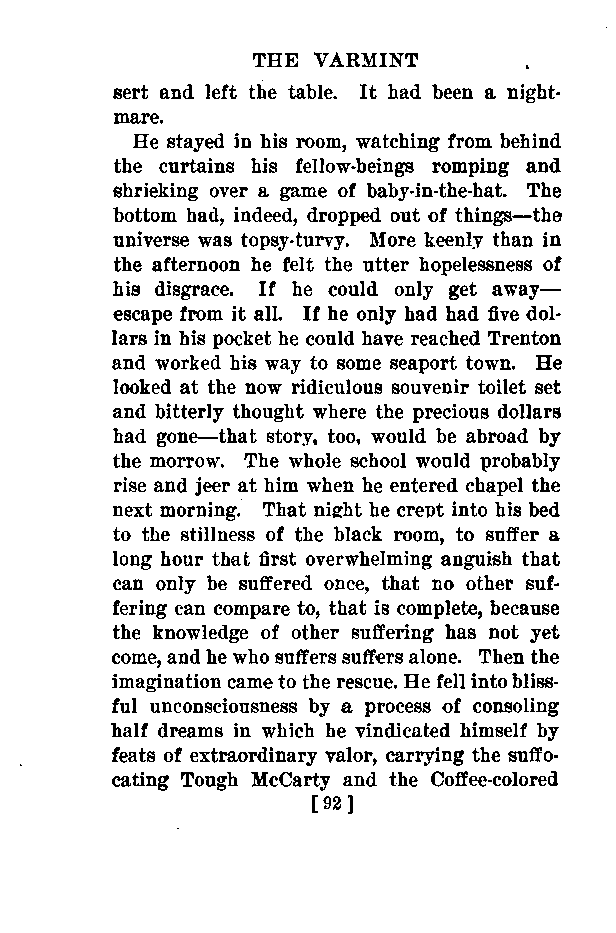 THE VARMINT
sert and left the table. It had been a night-
mare.
He stayed in his room, watching from behind
the curtains his fellow-beings romping and
shrieking over a game of baby-in-the-hat. The
bottom had, indeed, dropped out of things—the
universe was topsy-turvy. More keenly than in
the afternoon he felt the utter hopelessness of
his disgrace. If he could only get away—
escape from it all. If he only had had five dol-
lars in his pocket he could have reached Trenton
and worked his way to some seaport town. He
looked at the now ridiculous souvenir toilet set
and bitterly thought where the precious dollars
had gone—that story, too, would be abroad by
the morrow. The whole school would probably
rise and jeer at him when he entered chapel the
next morning. That night he crept into his bed
to the stillness of the black room, to suffer a
long hour that first overwhelming anguish that
can only be suffered once, that no other suf-
fering can compare to, that is complete, because
the knowledge of other suffering has not yet
come, and he who suffers suffers alone. Then the
imagination came to the rescue. He fell into bliss-
ful unconsciousness by a process of consoling
half dreams in which he vindicated himself by
feats of extraordinary valor, carrying the suffo-
cating Tough McCarty and the Coffee-colored
[92]